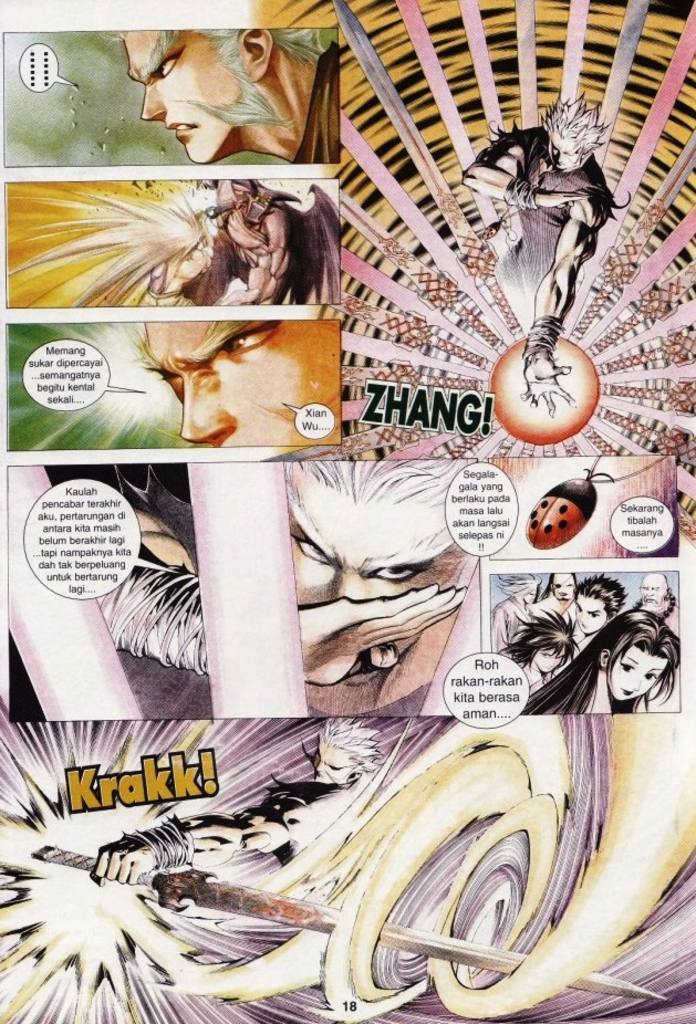 Memang
sukar dipercayai
...semangatnya
begitu kental
sekali....
Xian
Wu....
ZHANG!
Kaulah
pencabar terakhir
aku, pertarungan di
antara kita masih
belum berakhir lagi
...tapi nampaknya kita
dah tak berpeluang
untuk bertarung
lagi....
Segala-
gala yang
berlaku pada
masa lalu
akan langsai
selepas ni
!!
Sekarang
tibalah
masanya
....
Roh
rakan-rakan
kita berasa
aman....
Krakk!
18